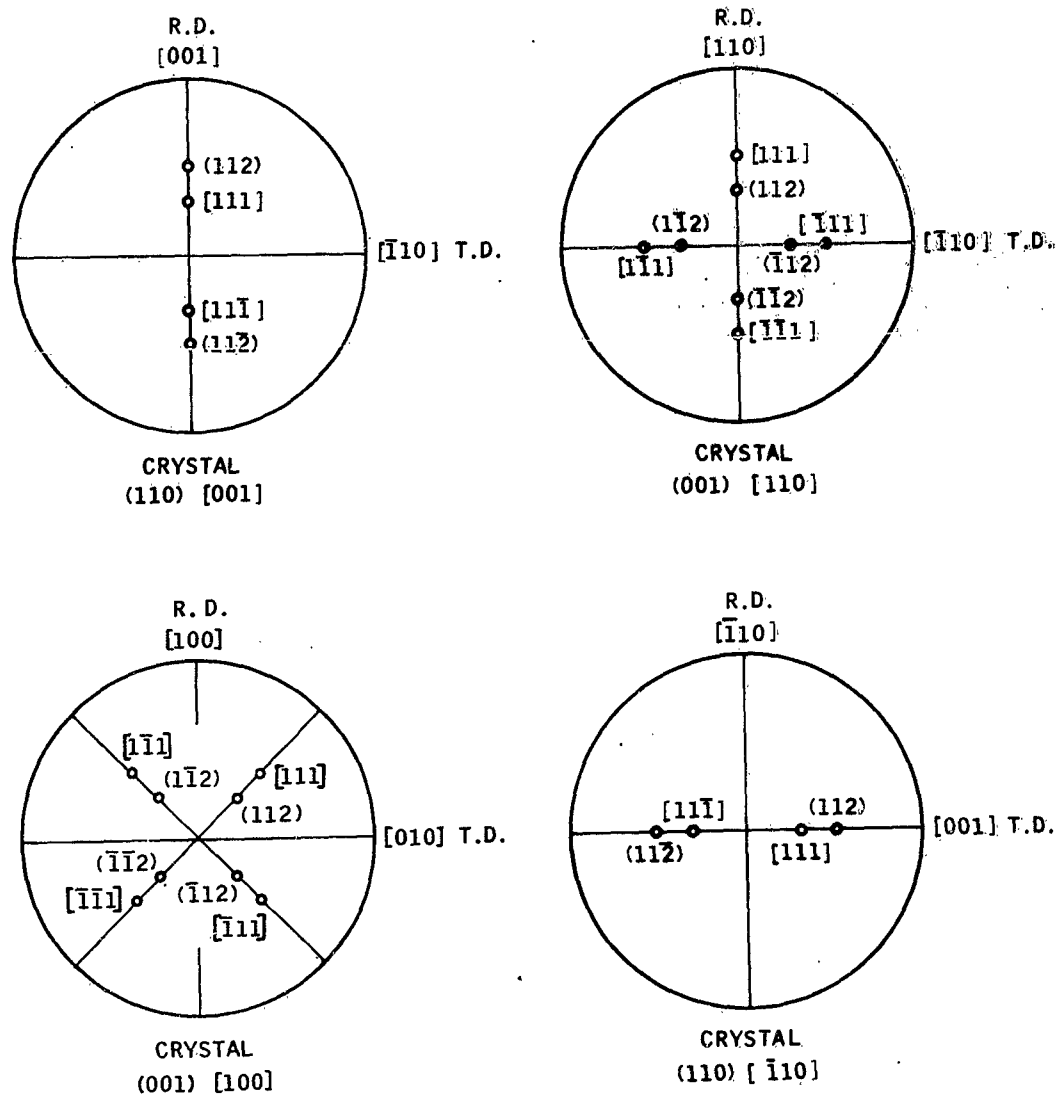 R.D.
[001]
(112)
[111]
[1̄10] T.D.
[111̄]
(112̄)
CRYSTAL
(110) [001]
R.D.
[110]
[111]
(112)
(11̄2)
[1̄11]
[11̄1]
(1̄12)
[1̄10] T.D.
(1̄1̄2)
[1̄1̄1]
CRYSTAL
(001) [110]
R.D.
[100]
[11̄1]
(11̄2)
[111]
(112)
[010] T.D.
(1̄1̄2)
[1̄1̄1]
(1̄12)
[1̄11]
CRYSTAL
(001) [100]
R.D.
[1̄10]
[111̄]
(112)
(112̄)
[111]
[001] T.D.
CRYSTAL
(110) [1̄10]